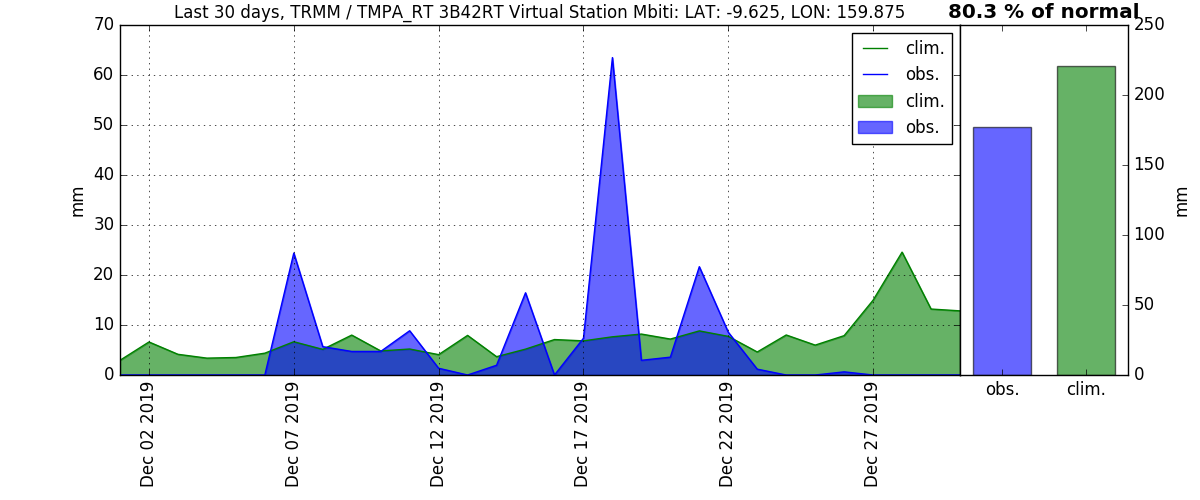 Last 30 days, TRMM / TMPA_RT 3B42RT Virtual Station Mbiti: LAT: -9.625, LON: 159.875
80.3 % of normal
70
60
50
40
30
20
10
0
mm
clim.
obs.
clim.
obs.
Dec 02 2019
Dec 07 2019
Dec 12 2019
Dec 17 2019
Dec 22 2019
Dec 27 2019
250
200
150
100
50
0
mm
obs.
clim.